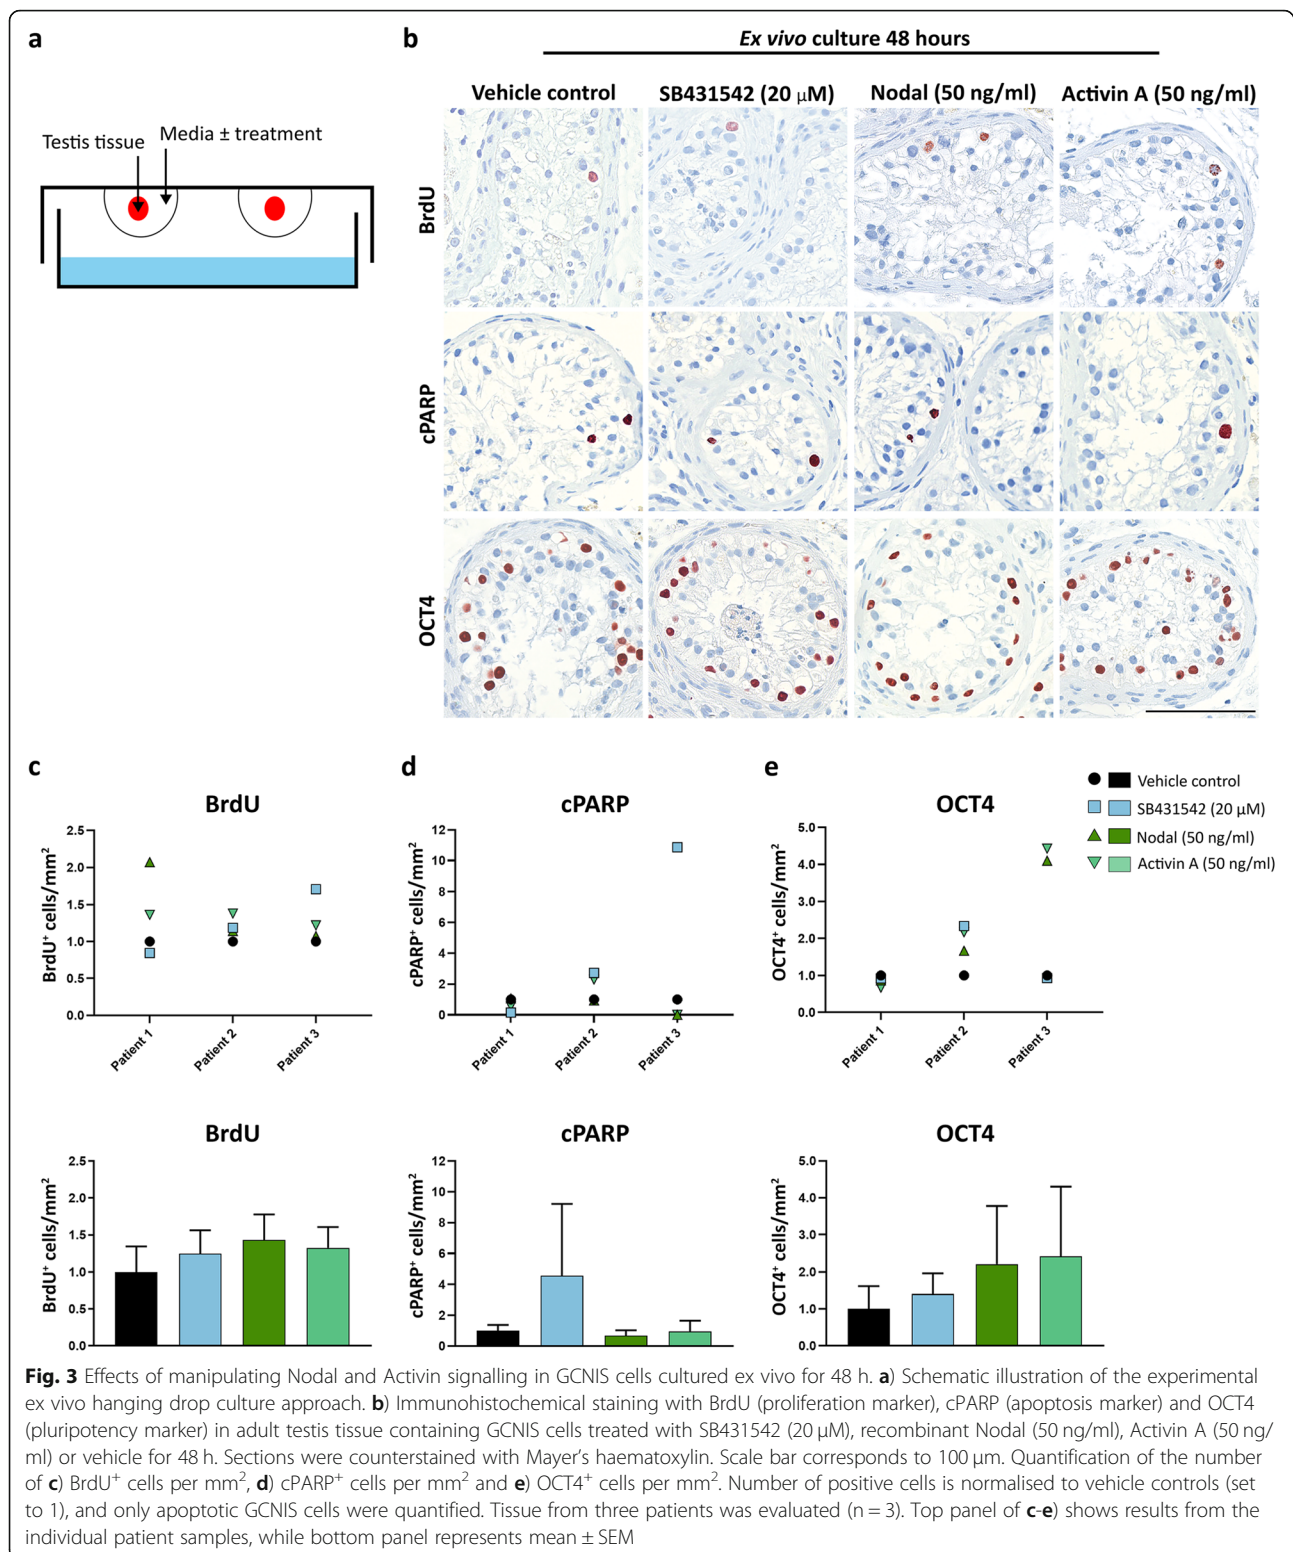 a
Testis tissue
Media ± treatment
b
Ex vivo culture 48 hours
Vehicle control
SB431542 (20 μM)
Nodal (50 ng/ml)
Activin A (50 ng/ml)
BrdU
cPARP
OCT4
c
BrdU
BrdU⁺ cells/mm²
2.5
2.0
1.5
1.0
0.5
0.0
Patient 1
Patient 2
Patient 3
d
cPARP
cPARP⁺ cells/mm²
12
10
8
6
4
2
0
Patient 1
Patient 2
Patient 3
e
OCT4
OCT4⁺ cells/mm²
5.0
4.0
3.0
2.0
1.0
0.0
Patient 1
Patient 2
Patient 3
Vehicle control
SB431542 (20 μM)
Nodal (50 ng/ml)
Activin A (50 ng/ml)
BrdU
BrdU⁺ cells/mm²
2.5
2.0
1.5
1.0
0.5
0.0
cPARP
cPARP⁺ cells/mm²
12
10
8
6
4
2
0
OCT4
OCT4⁺ cells/mm²
5.0
4.0
3.0
2.0
1.0
0.0
Fig. 3 Effects of manipulating Nodal and Activin signalling in GCNIS cells cultured ex vivo for 48 h. a) Schematic illustration of the experimental
ex vivo hanging drop culture approach. b) Immunohistochemical staining with BrdU (proliferation marker), cPARP (apoptosis marker) and OCT4
(pluripotency marker) in adult testis tissue containing GCNIS cells treated with SB431542 (20 μM), recombinant Nodal (50 ng/ml), Activin A (50 ng/
ml) or vehicle for 48 h. Sections were counterstained with Mayer's haematoxylin. Scale bar corresponds to 100 μm. Quantification of the number
of c) BrdU⁺ cells per mm², d) cPARP⁺ cells per mm² and e) OCT4⁺ cells per mm². Number of positive cells is normalised to vehicle controls (set
to 1), and only apoptotic GCNIS cells were quantified. Tissue from three patients was evaluated (n = 3). Top panel of c-e) shows results from the
individual patient samples, while bottom panel represents mean ± SEM